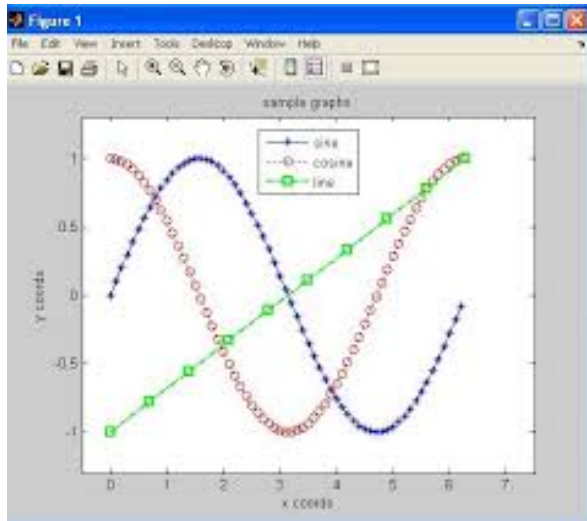 Figure 1
File Edit View Insert Tools Desktop Window Help
sample graphs
sine
cosine
line
1
0.5
0
-0.5
-1
y coords
0 1 2 3 4 5 6 7
x coords